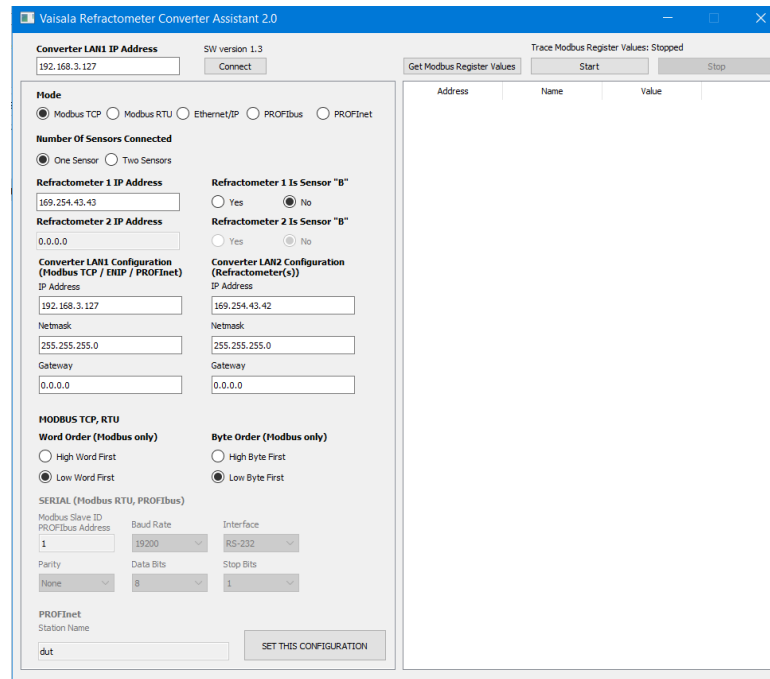 Vaisala Refractometer Converter Assistant 2.0
Converter LAN1 IP Address SW version 1.3
192.168.3.127 Connect
Trace Modbus Register Values: Stopped
Get Modbus Register Values Start Stop
Address Name Value
Mode
Modbus TCP Modbus RTU Ethernet/IP PROFIbus PROFInet
Number Of Sensors Connected
One Sensor Two Sensors
Refractometer 1 IP Address Refractometer 1 Is Sensor "B"
169.254.43.43 Yes No
Refractometer 2 IP Address Refractometer 2 Is Sensor "B"
0.0.0.0 Yes No
Converter LAN1 Configuration Converter LAN2 Configuration
(Modbus TCP / ENIP / PROFInet) (Refractometer(s))
IP Address IP Address
192.168.3.127 169.254.43.42
Netmask Netmask
255.255.255.0 255.255.255.0
Gateway Gateway
0.0.0.0 0.0.0.0
MODBUS TCP, RTU
Word Order (Modbus only) Byte Order (Modbus only)
High Word First High Byte First
Low Word First Low Byte First
SERIAL (Modbus RTU, PROFIbus)
Modbus Slave ID
PROFIbus Address Baud Rate Interface
1 19200 RS-232
Parity Data Bits Stop Bits
None 8 1
PROFInet
Station Name
dut SET THIS CONFIGURATION